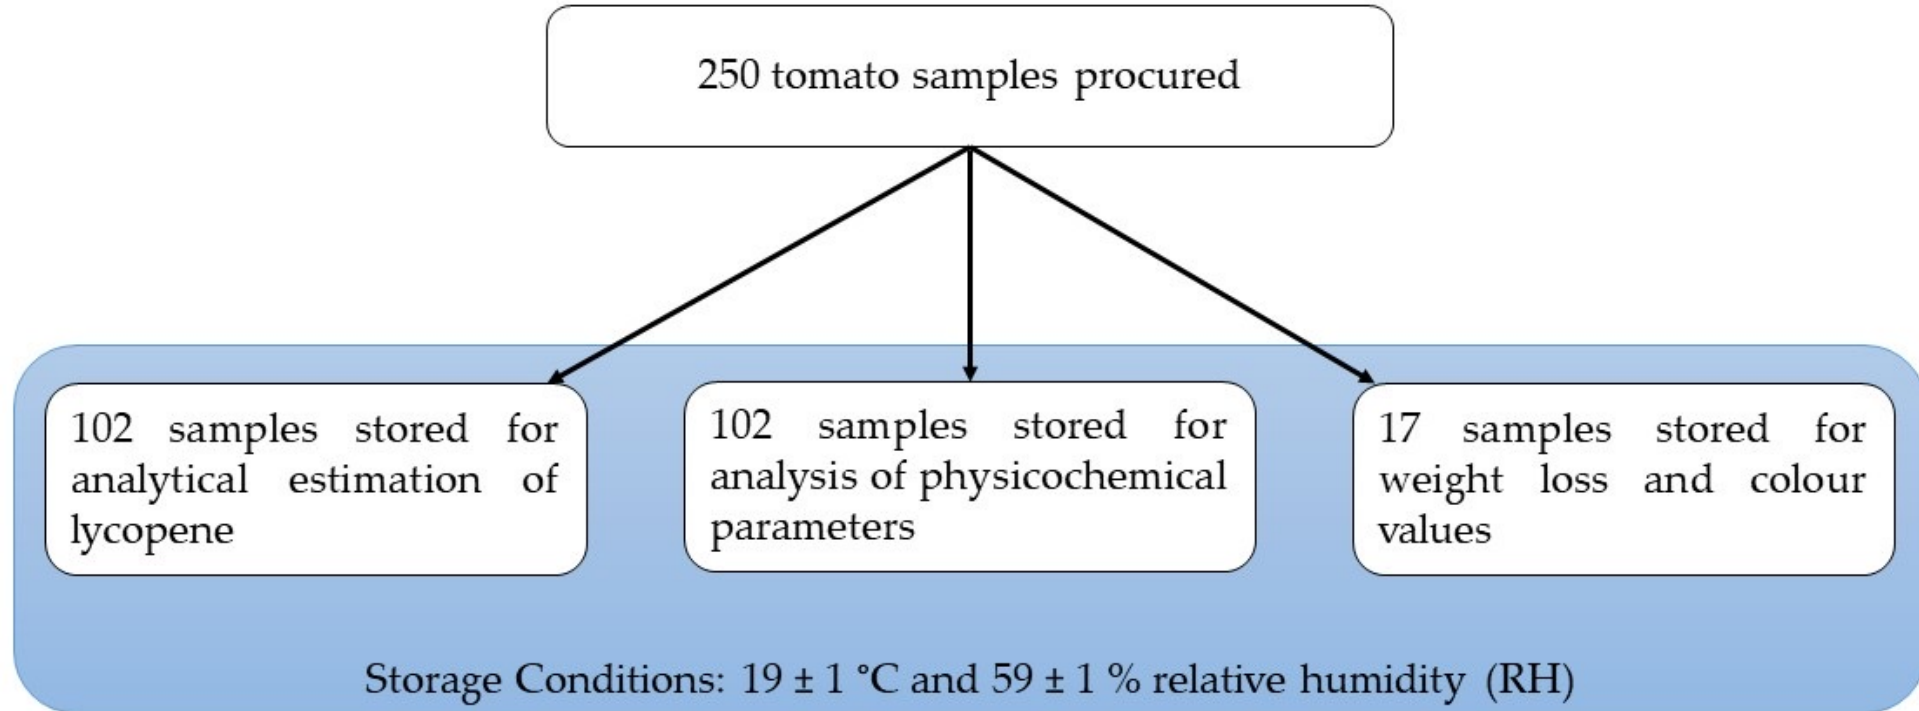 250 tomato samples procured
102 samples stored for
analytical estimation of
lycopene
102 samples stored for
analysis of physicochemical
parameters
17 samples stored for
weight loss and colour
values
Storage Conditions: 19 ± 1 °C and 59 ± 1 % relative humidity (RH)